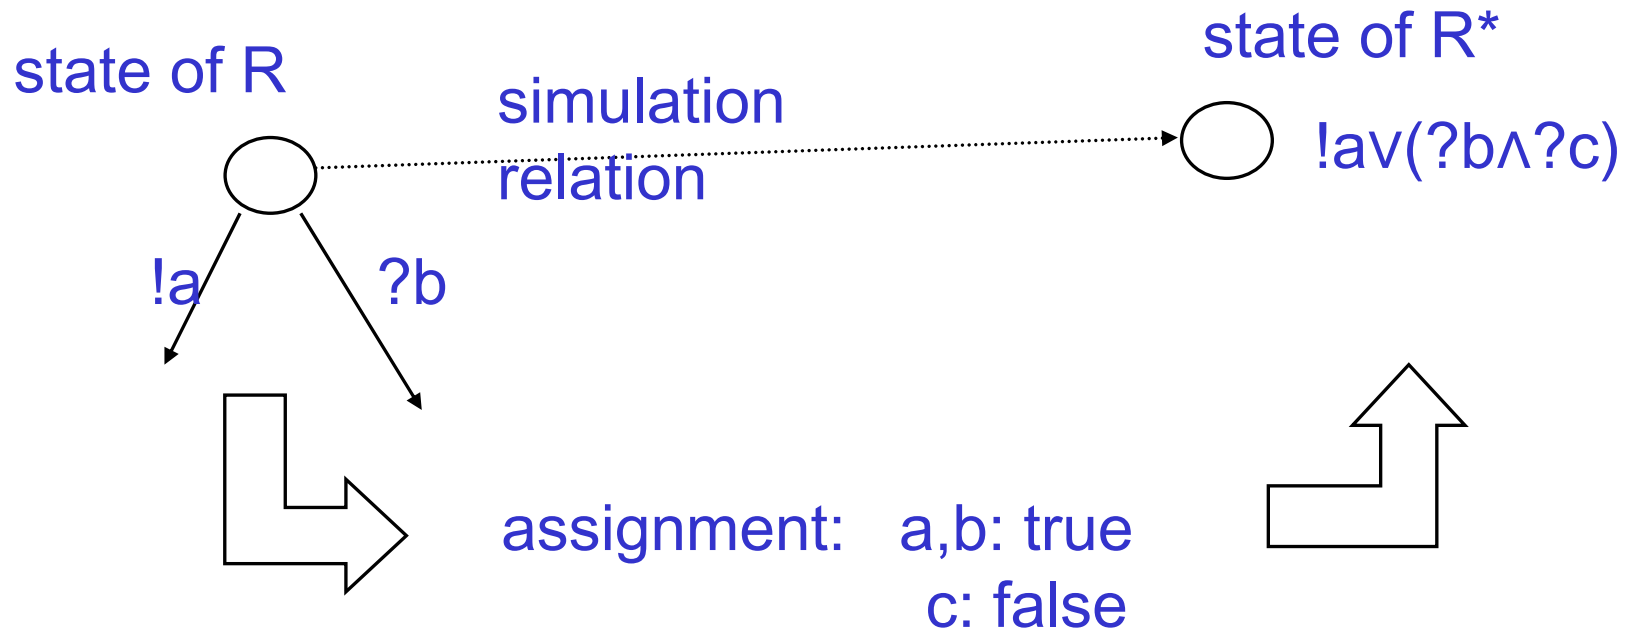 state of R
state of R*
simulation
relation
!a∨(?b∧?c)
!a
?b
assignment: a,b: true
c: false